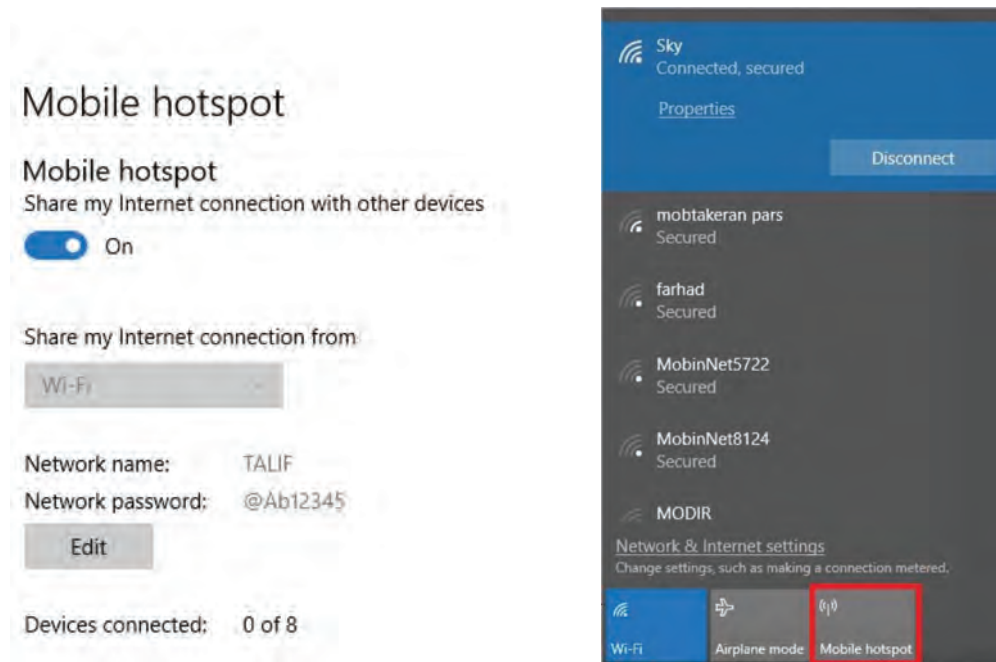 Mobile hotspot
Mobile hotspot
Share my Internet connection with other devices
On
Share my Internet connection from
Wi-Fi
Network name: TALIF
Network password: @Ab12345
Edit
Devices connected: 0 of 8
Sky
Connected, secured
Properties
Disconnect
mobtakeran pars
Secured
farhad
Secured
MobinNet5722
Secured
MobinNet8124
Secured
MODIR
Network & Internet settings
Change settings, such as making a connection metered.
Wi-Fi Airplane mode Mobile hotspot